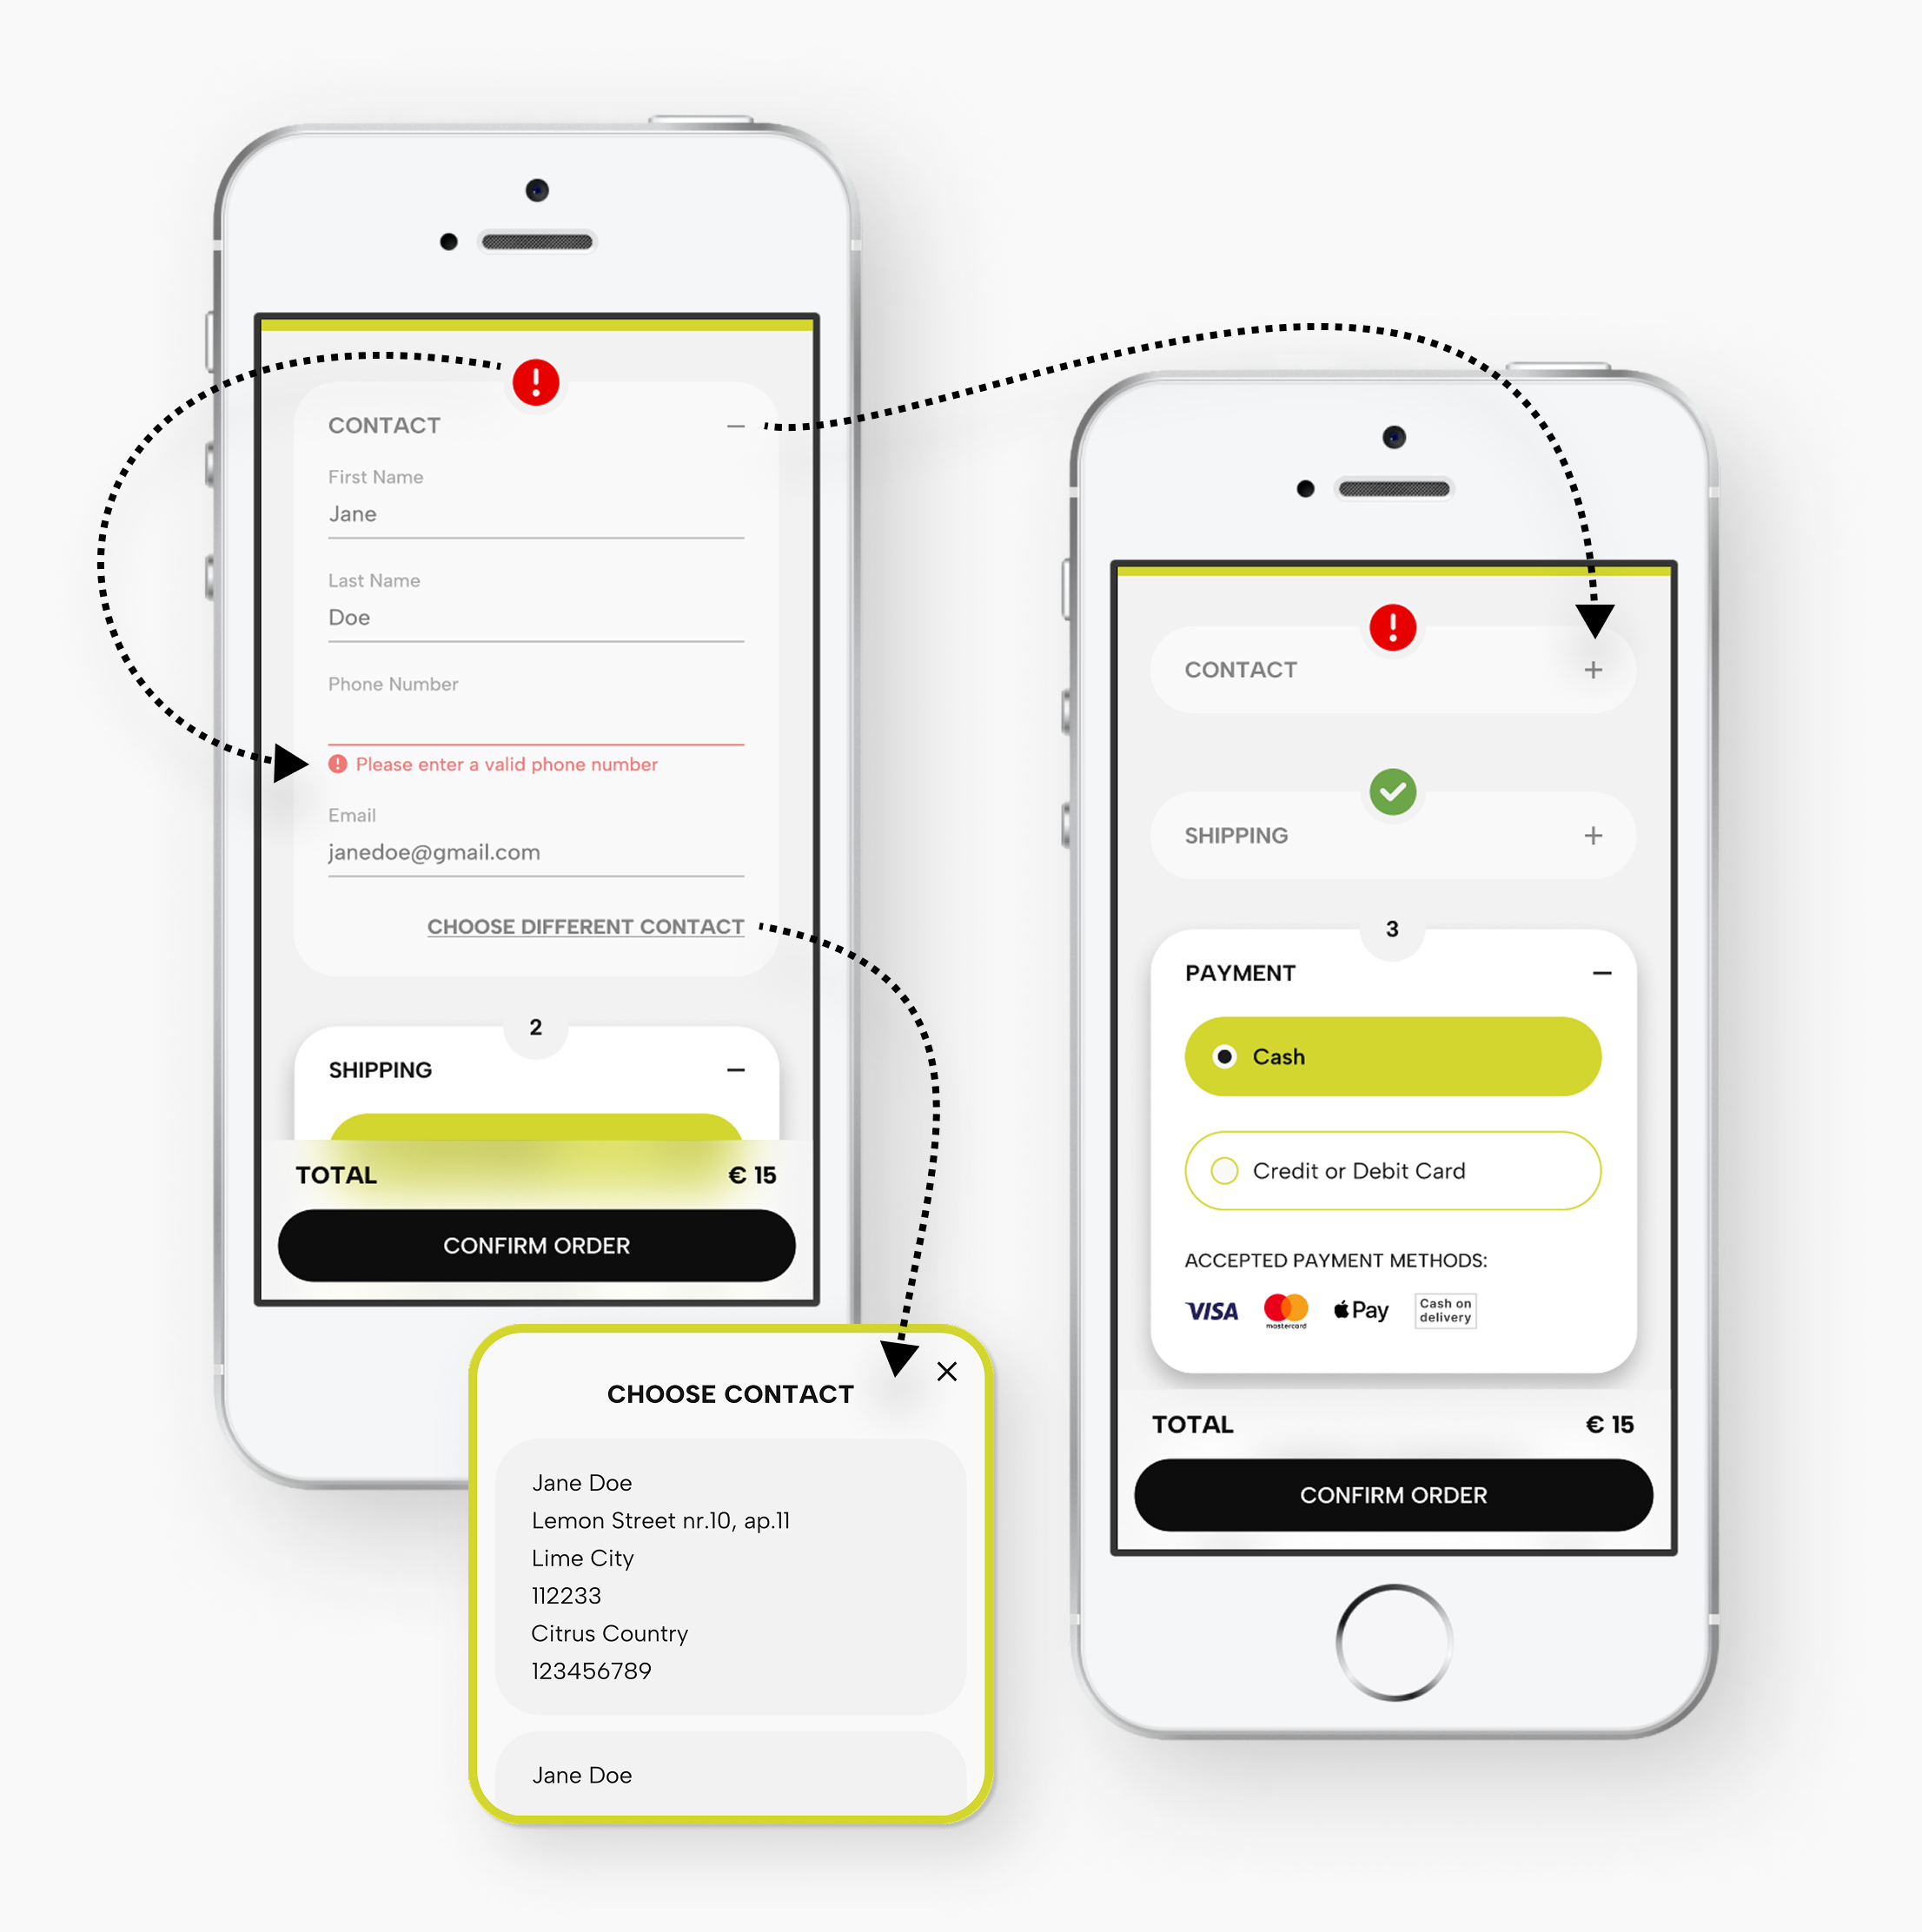 CONTACT
First Name
Jane
Last Name
Doe
Phone Number
Please enter a valid phone number
Email
janedoe@gmail.com
CHOOSE DIFFERENT CONTACT
2
SHIPPING
TOTAL € 15
CONFIRM ORDER
CHOOSE CONTACT
Jane Doe
Lemon Street nr.10, ap.11
Lime City
112233
Citrus Country
123456789
Jane Doe
CONTACT
SHIPPING
3
PAYMENT
Cash
Credit or Debit Card
ACCEPTED PAYMENT METHODS:
VISA mastercard Pay Cash on
delivery
TOTAL € 15
CONFIRM ORDER